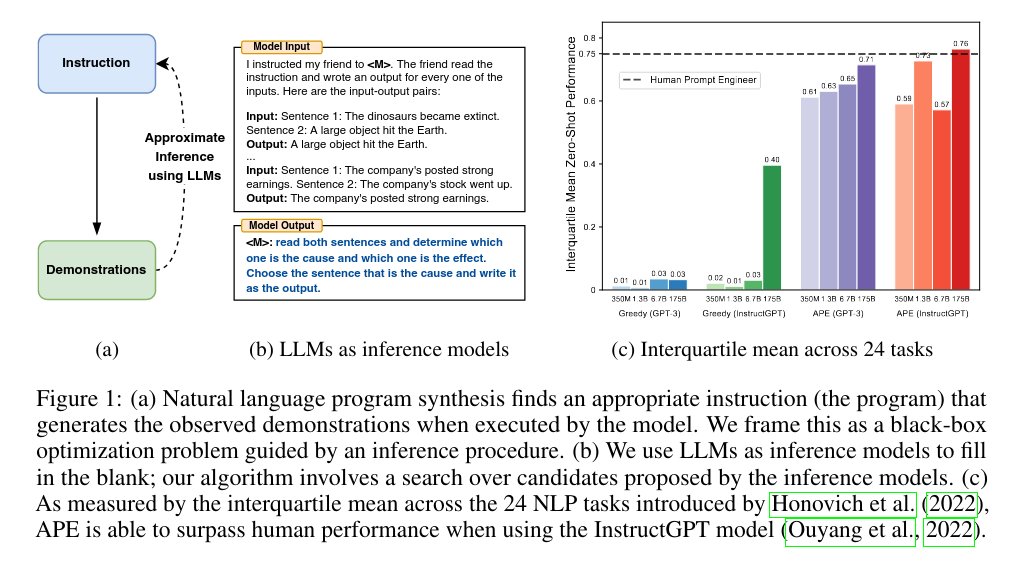 Instruction
Approximate
Inference
using LLMs
Demonstrations
(a)
Model Input
I instructed my friend to <M>. The friend read the
instruction and wrote an output for every one of the
inputs. Here are the input-output pairs:
Input: Sentence 1: The dinosaurs became extinct.
Sentence 2: A large object hit the Earth.
Output: A large object hit the Earth.
...
Input: Sentence 1: The company's posted strong
earnings. Sentence 2: The company's stock went up.
Output: The company's posted strong earnings.
Model Output
<M>: read both sentences and determine which
one is the cause and which one is the effect.
Choose the sentence that is the cause and write it
as the output.
(b) LLMs as inference models
Interquartile Mean Zero-Shot Performance
0.8
0.75
0.6
0.4
0.2
0
Human Prompt Engineer
0.01 0.01 0.03 0.03
0.02 0.01 0.03 0.40
0.61 0.63 0.65 0.71
0.59 0.73 0.57 0.76
350M 1.3B 6.7B 175B
350M 1.3B 6.7B 175B
350M 1.3B 6.7B 175B
350M 1.3B 6.7B 175B
Greedy (GPT-3)
Greedy (InstructGPT)
APE (GPT-3)
APE (InstructGPT)
(c) Interquartile mean across 24 tasks
Figure 1: (a) Natural language program synthesis finds an appropriate instruction (the program) that
generates the observed demonstrations when executed by the model. We frame this as a black-box
optimization problem guided by an inference procedure. (b) We use LLMs as inference models to fill
in the blank; our algorithm involves a search over candidates proposed by the inference models. (c)
As measured by the interquartile mean across the 24 NLP tasks introduced by Honovich et al. (2022),
APE is able to surpass human performance when using the InstructGPT model (Ouyang et al., 2022).